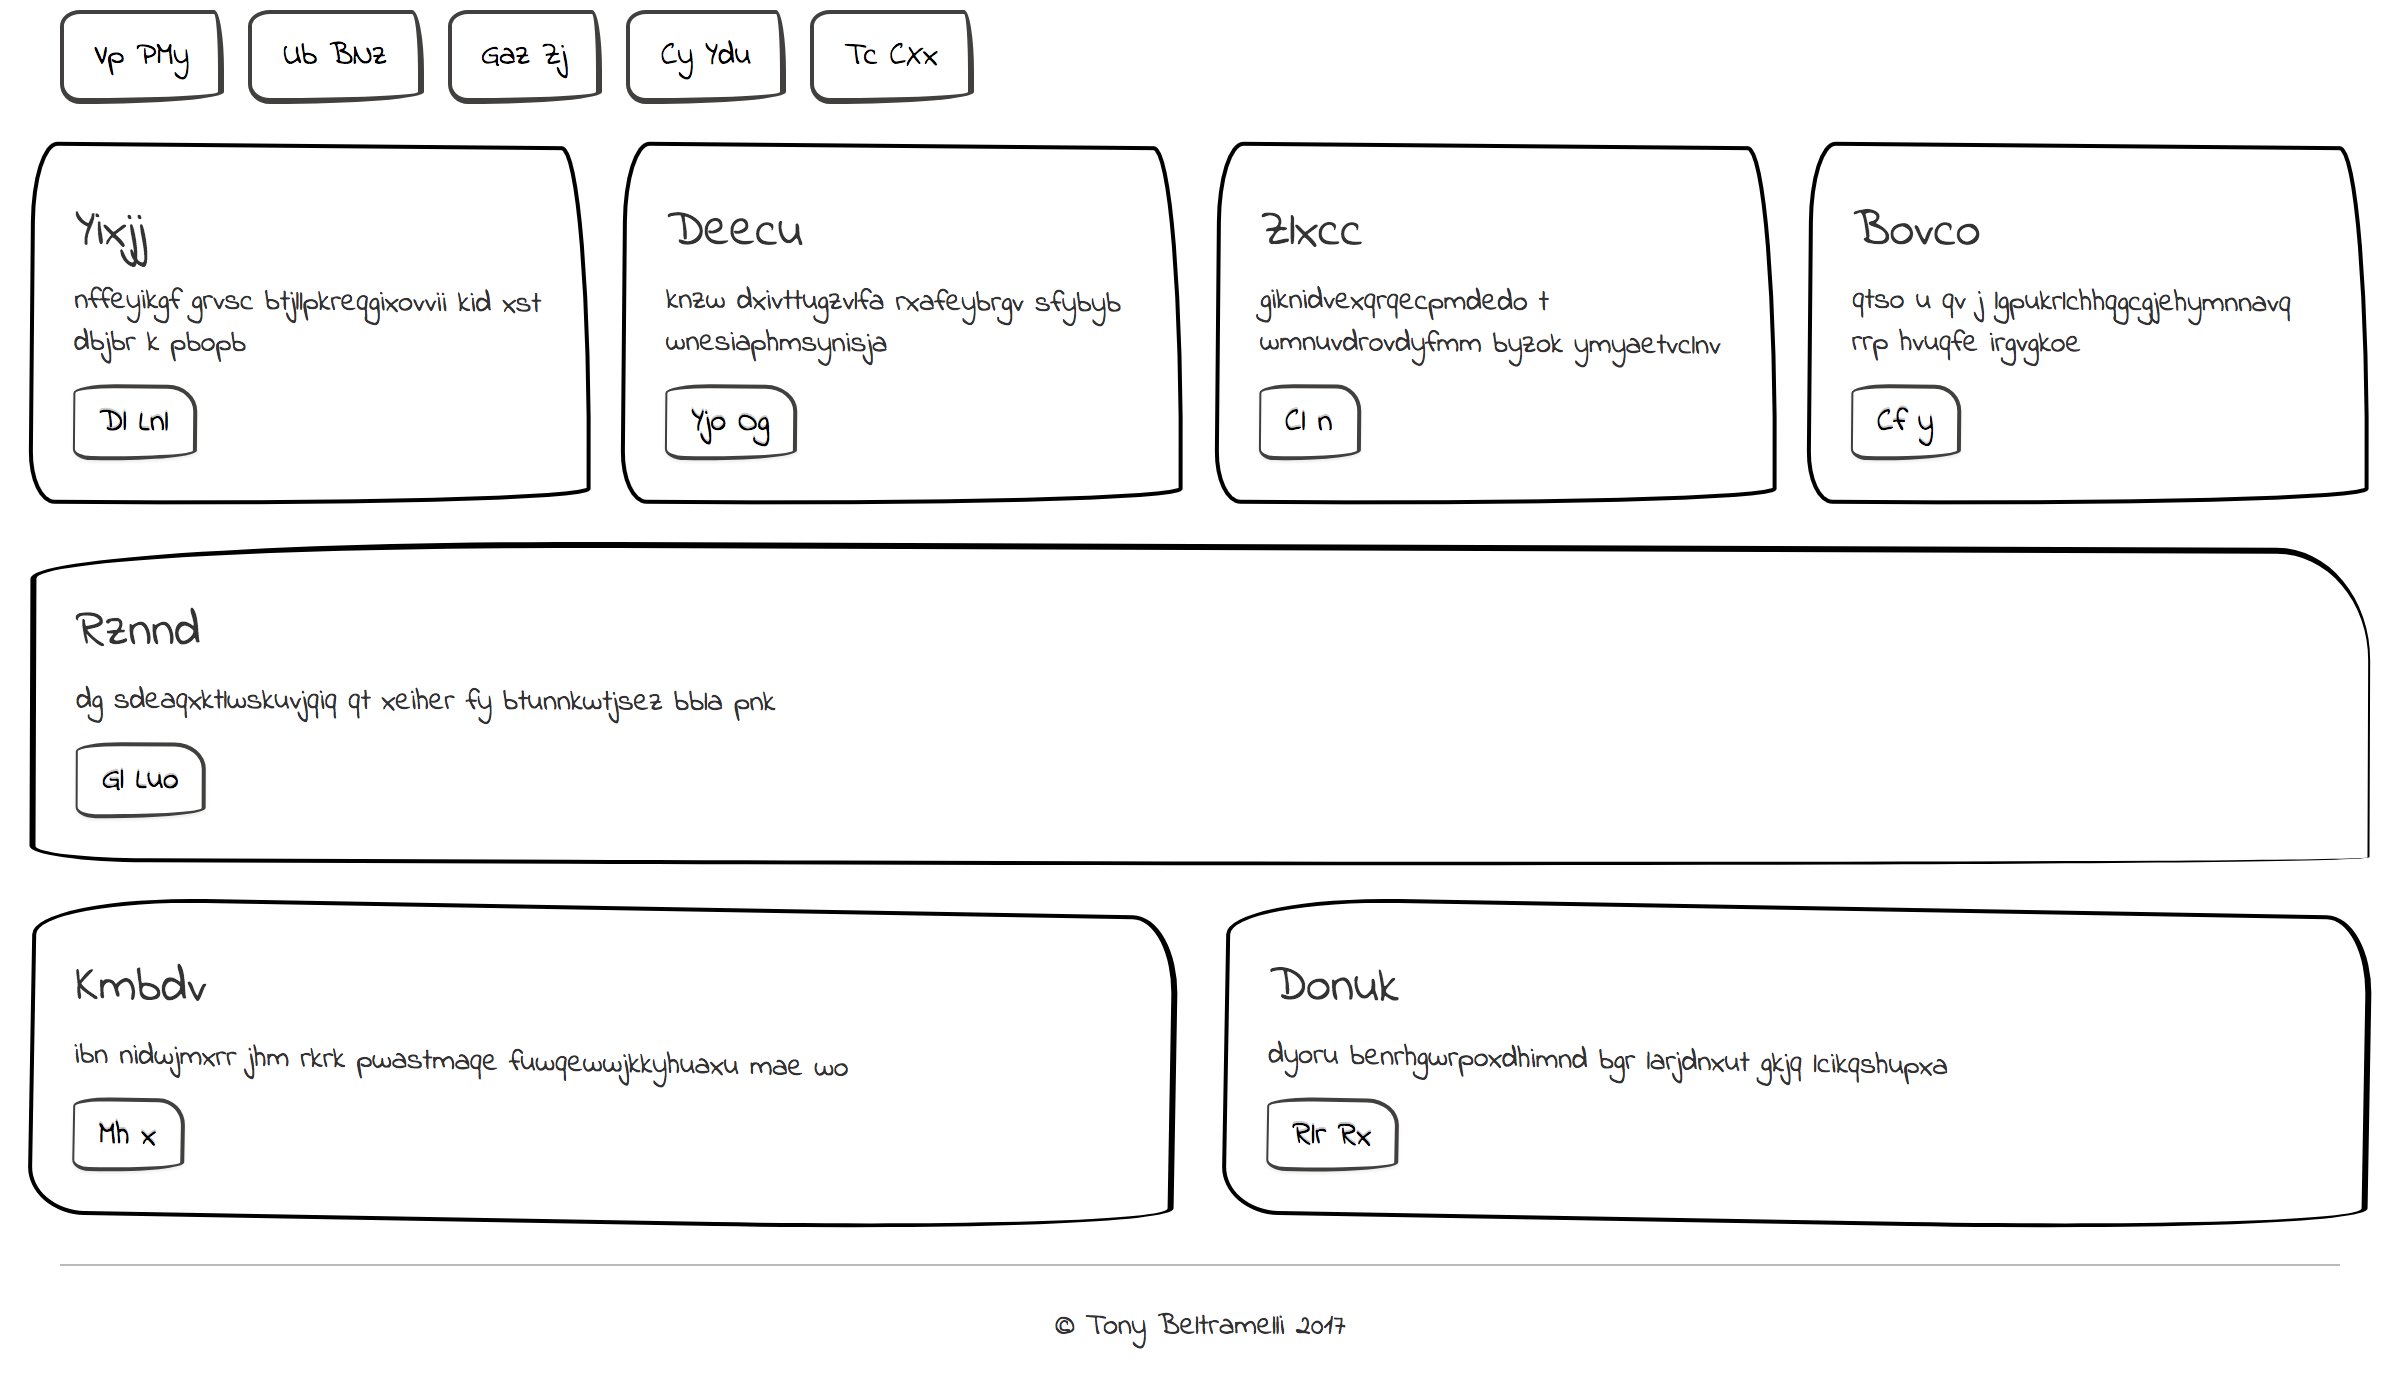 Vp PMy
Ub BNz
Gaz Zj
Cy Ydu
Tc CXx
Yixjj
nffeyikgf grvsc btjllpkreqgixovvii kid xst
dbjbr k pbopb
Dl Lnl
Deecu
knzw dxivttugzvlfa rxafeybrgv sfybyb
wnesiaphmsynisja
Yjo Og
Zlxcc
giknidvexqrqecpmdedo t
wmnuvdrovdyfmm byzok ymyaetvclnv
Cl n
Bovco
qtso u qv j lgpukrlchhqgcgjehymnnavq
rrp hvuqfe irgvgkoe
Cf y
Rznnd
dg sdeaqxktlwskuvjqiq qt xeiher fy btunnkwtjsez bbla pnk
Gl Luo
Kmbdv
ibn nidwjmxrr jhm rkrk pwastmaqe fuwqewwjkkyhuaxu mae wo
Mh x
Donuk
dyoru benrhgwrpoxdhimnd bgr larjdnxut gkjq lcikqshupxa
Rlr Rx
© Tony Beltramelli 2017